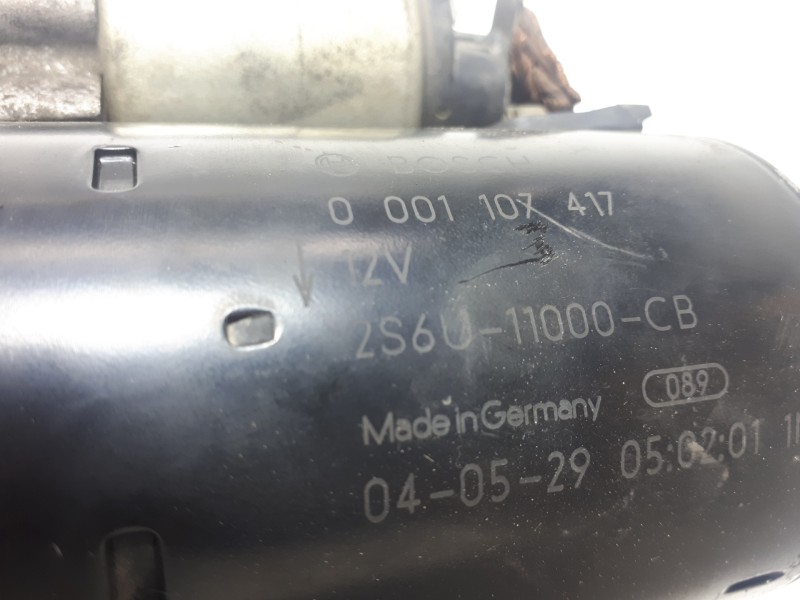 BOSCH
0 001 107 417
12V
2S6U-11000-CB
089
Made in Germany
04-05-29 05:02:01